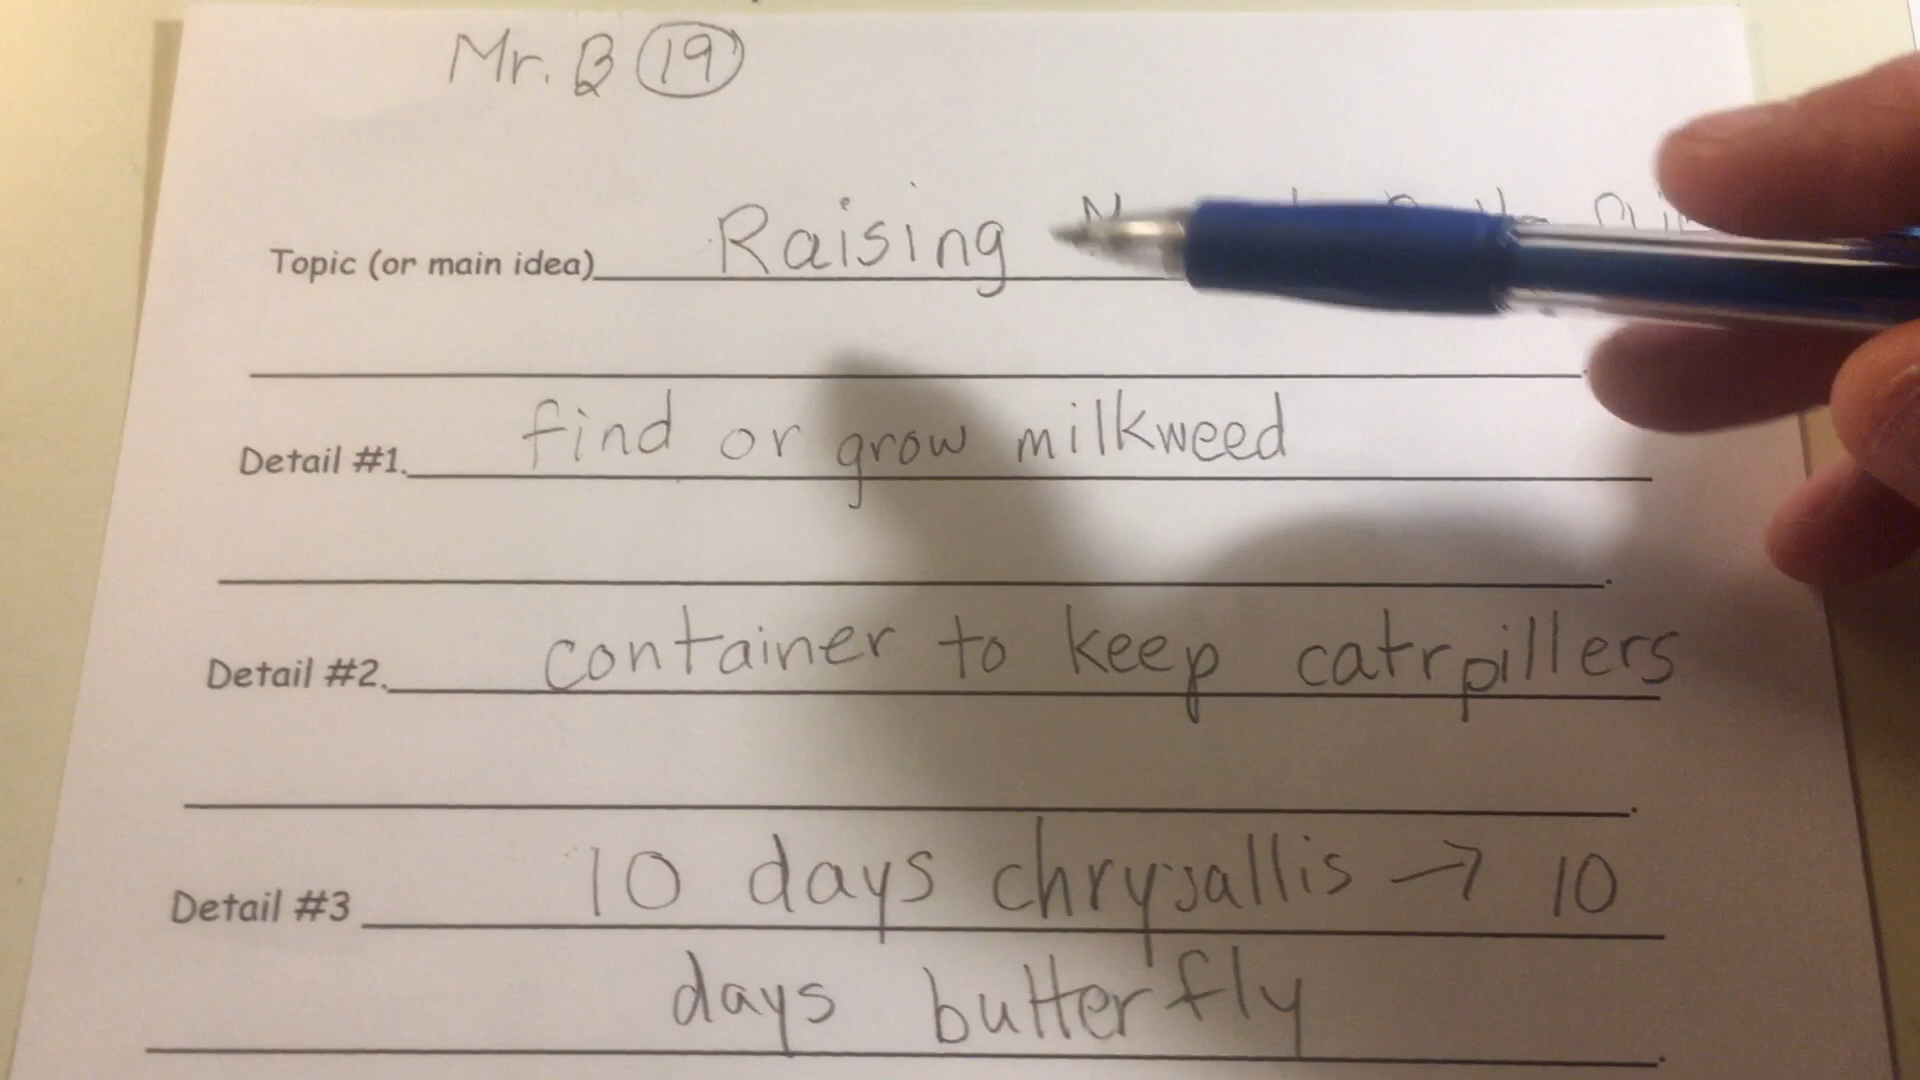 Mr. B 19
Topic (or main idea) Raising
Detail #1. find or grow milkweed
Detail #2. container to keep catrpillers
Detail #3 10 days chrysallis → 10
days butterfly